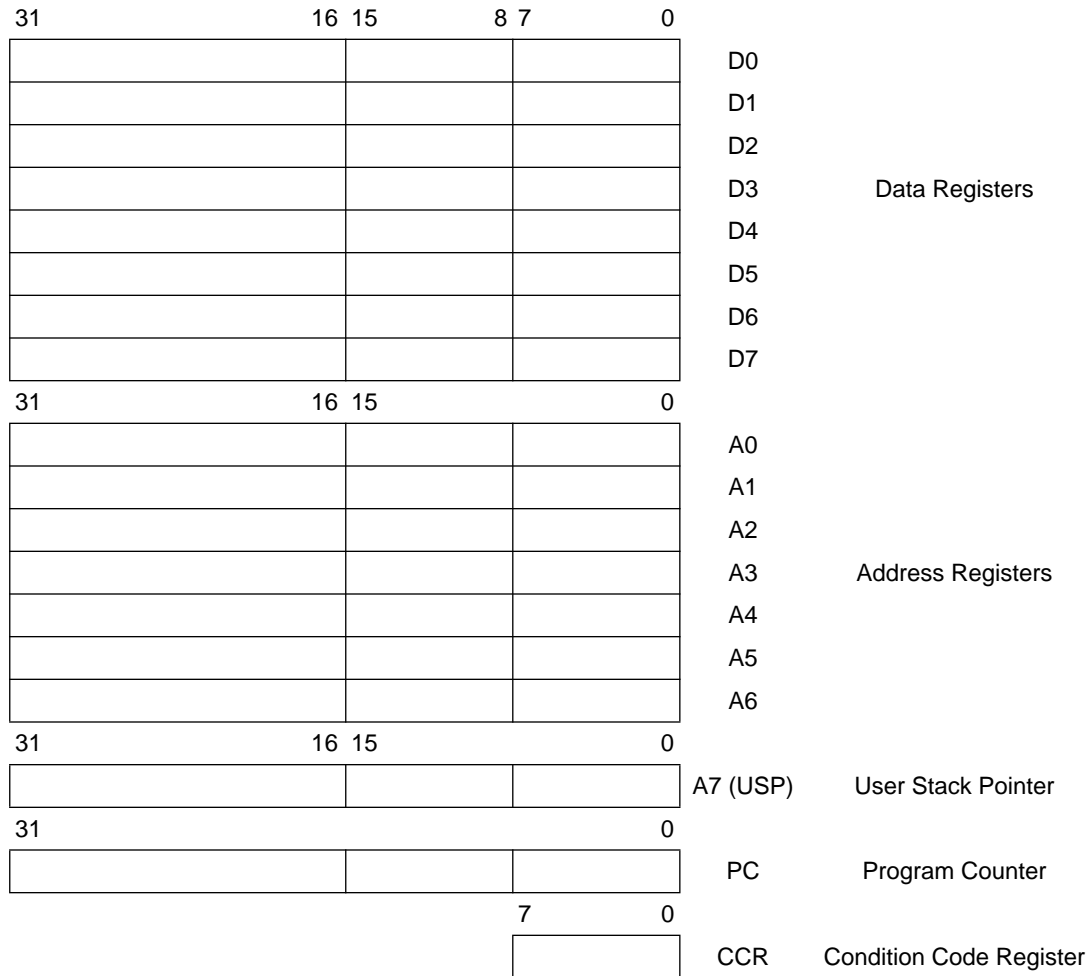 31 16 15 8 7 0
D0
D1
D2
D3 Data Registers
D4
D5
D6
D7
31 16 15 0
A0
A1
A2
A3 Address Registers
A4
A5
A6
31 16 15 0
A7 (USP) User Stack Pointer
31 0
PC Program Counter
7 0
CCR Condition Code Register